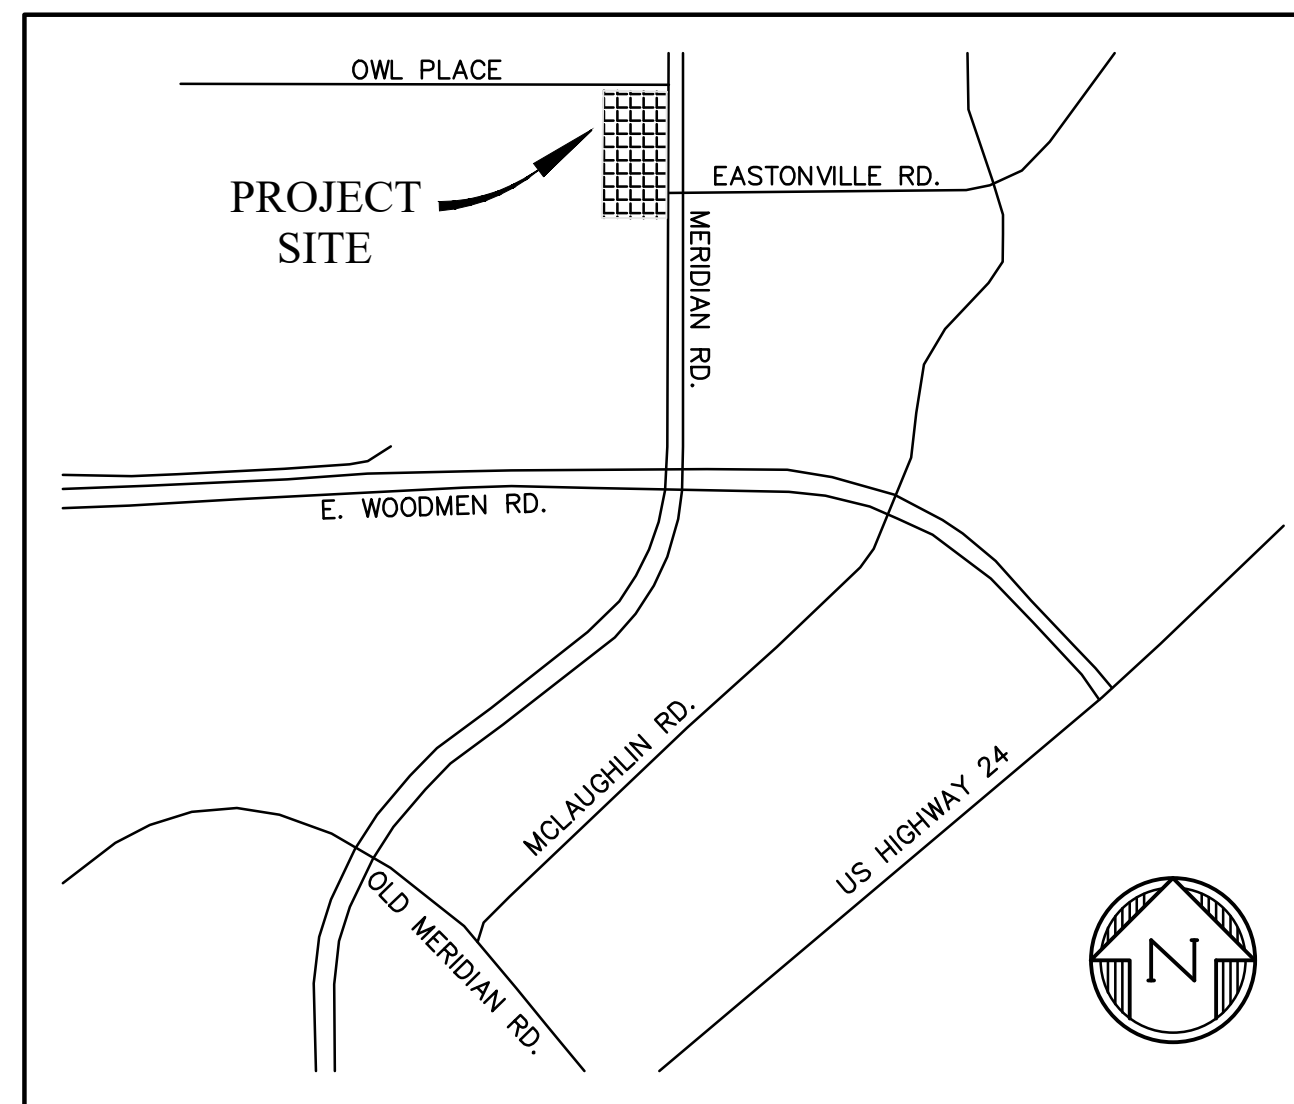 OWL PLACE
EASTONVILLE RD.
PROJECT
SITE
MERIDIAN RD.
E. WOODMEN RD.
MCLAUGHLIN RD.
US HIGHWAY 24
OLD MERIDIAN RD.
N